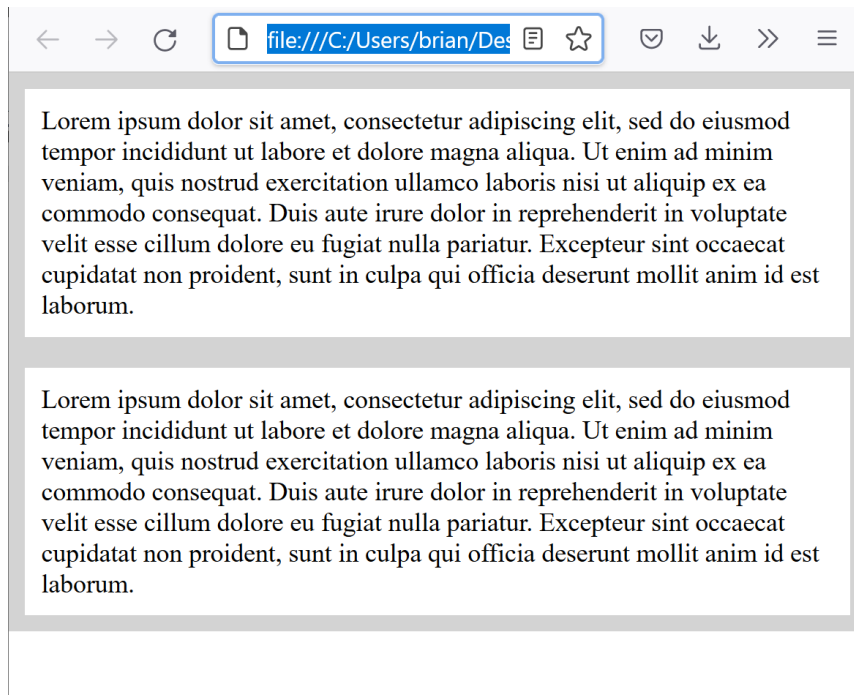 file:///C:/Users/brian/Des
Lorem ipsum dolor sit amet, consectetur adipiscing elit, sed do eiusmod
tempor incididunt ut labore et dolore magna aliqua. Ut enim ad minim
veniam, quis nostrud exercitation ullamco laboris nisi ut aliquip ex ea
commodo consequat. Duis aute irure dolor in reprehenderit in voluptate
velit esse cillum dolore eu fugiat nulla pariatur. Excepteur sint occaecat
cupidatat non proident, sunt in culpa qui officia deserunt mollit anim id est
laborum.
Lorem ipsum dolor sit amet, consectetur adipiscing elit, sed do eiusmod
tempor incididunt ut labore et dolore magna aliqua. Ut enim ad minim
veniam, quis nostrud exercitation ullamco laboris nisi ut aliquip ex ea
commodo consequat. Duis aute irure dolor in reprehenderit in voluptate
velit esse cillum dolore eu fugiat nulla pariatur. Excepteur sint occaecat
cupidatat non proident, sunt in culpa qui officia deserunt mollit anim id est
laborum.